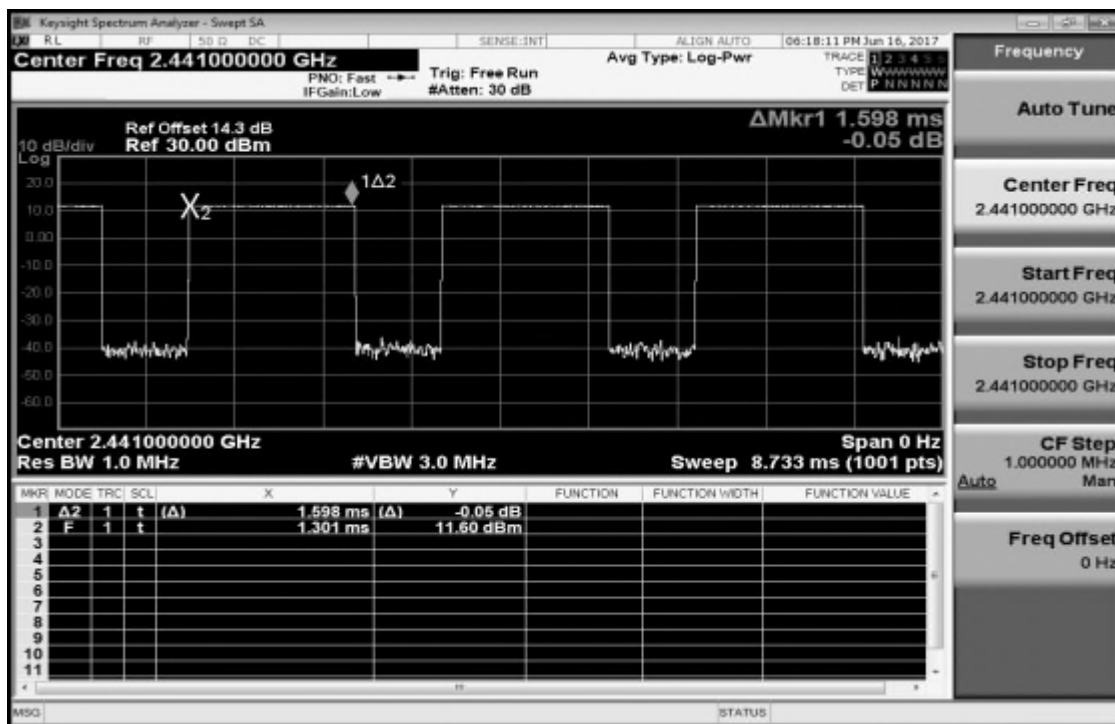 Keysight Spectrum Analyzer - Swept SA
RL RF 50 Ω DC SENSE:INT ALIGN AUTO 06:18:11 PM Jun 16, 2017
Center Freq 2.441000000 GHz
PNO: Fast
IFGain:Low
Trig: Free Run
#Atten: 30 dB
Avg Type: Log-Pwr
TRACE 1 2 3 4 5 6
TYPE
DET P N N N N N
Frequency
Auto Tune
Center Freq
2.441000000 GHz
Start Freq
2.441000000 GHz
Stop Freq
2.441000000 GHz
CF Step
1.000000 MHz
Auto Man
Freq Offset
0 Hz
ΔMkr1 1.598 ms
-0.05 dB
Ref Offset 14.3 dB
10 dB/div Ref 30.00 dBm
Log
20.0
10.0
0.00
-10.0
-20.0
-30.0
-40.0
-50.0
-60.0
1Δ2
X2
Center 2.441000000 GHz Span 0 Hz
Res BW 1.0 MHz #VBW 3.0 MHz Sweep 8.733 ms (1001 pts)
MKR MODE TRC SCL X Y FUNCTION FUNCTION WIDTH FUNCTION VALUE
1 Δ2 1 t (Δ) 1.598 ms (Δ) -0.05 dB
2 F 1 t 1.301 ms 11.60 dBm
3
4
5
6
7
8
9
10
11
MSG STATUS